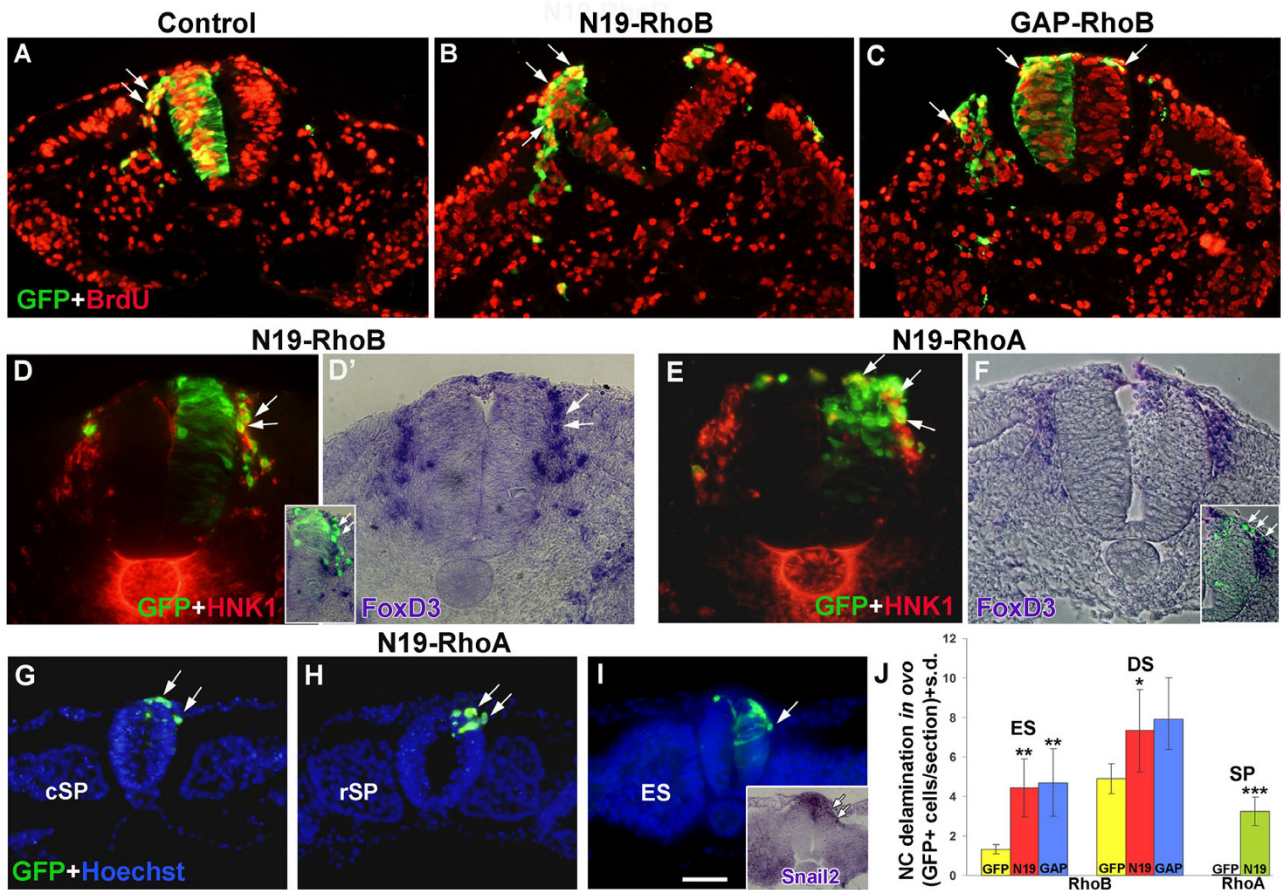 Control
N19-RhoB
GAP-RhoB
A
B
C
GFP+BrdU
N19-RhoB
N19-RhoA
D
D’
E
F
GFP+HNK1
FoxD3
GFP+HNK1
FoxD3
N19-RhoA
G
H
I
J
cSP
rSP
ES
GFP+Hoechst
Snail2
NC delamination in ovo
(GFP+ cells/section)+s.d.
12
10
8
6
4
2
0
ES
DS
SP
** ** * ***
GFP N19 GAP GFP N19 GAP GFP N19
RhoB RhoA